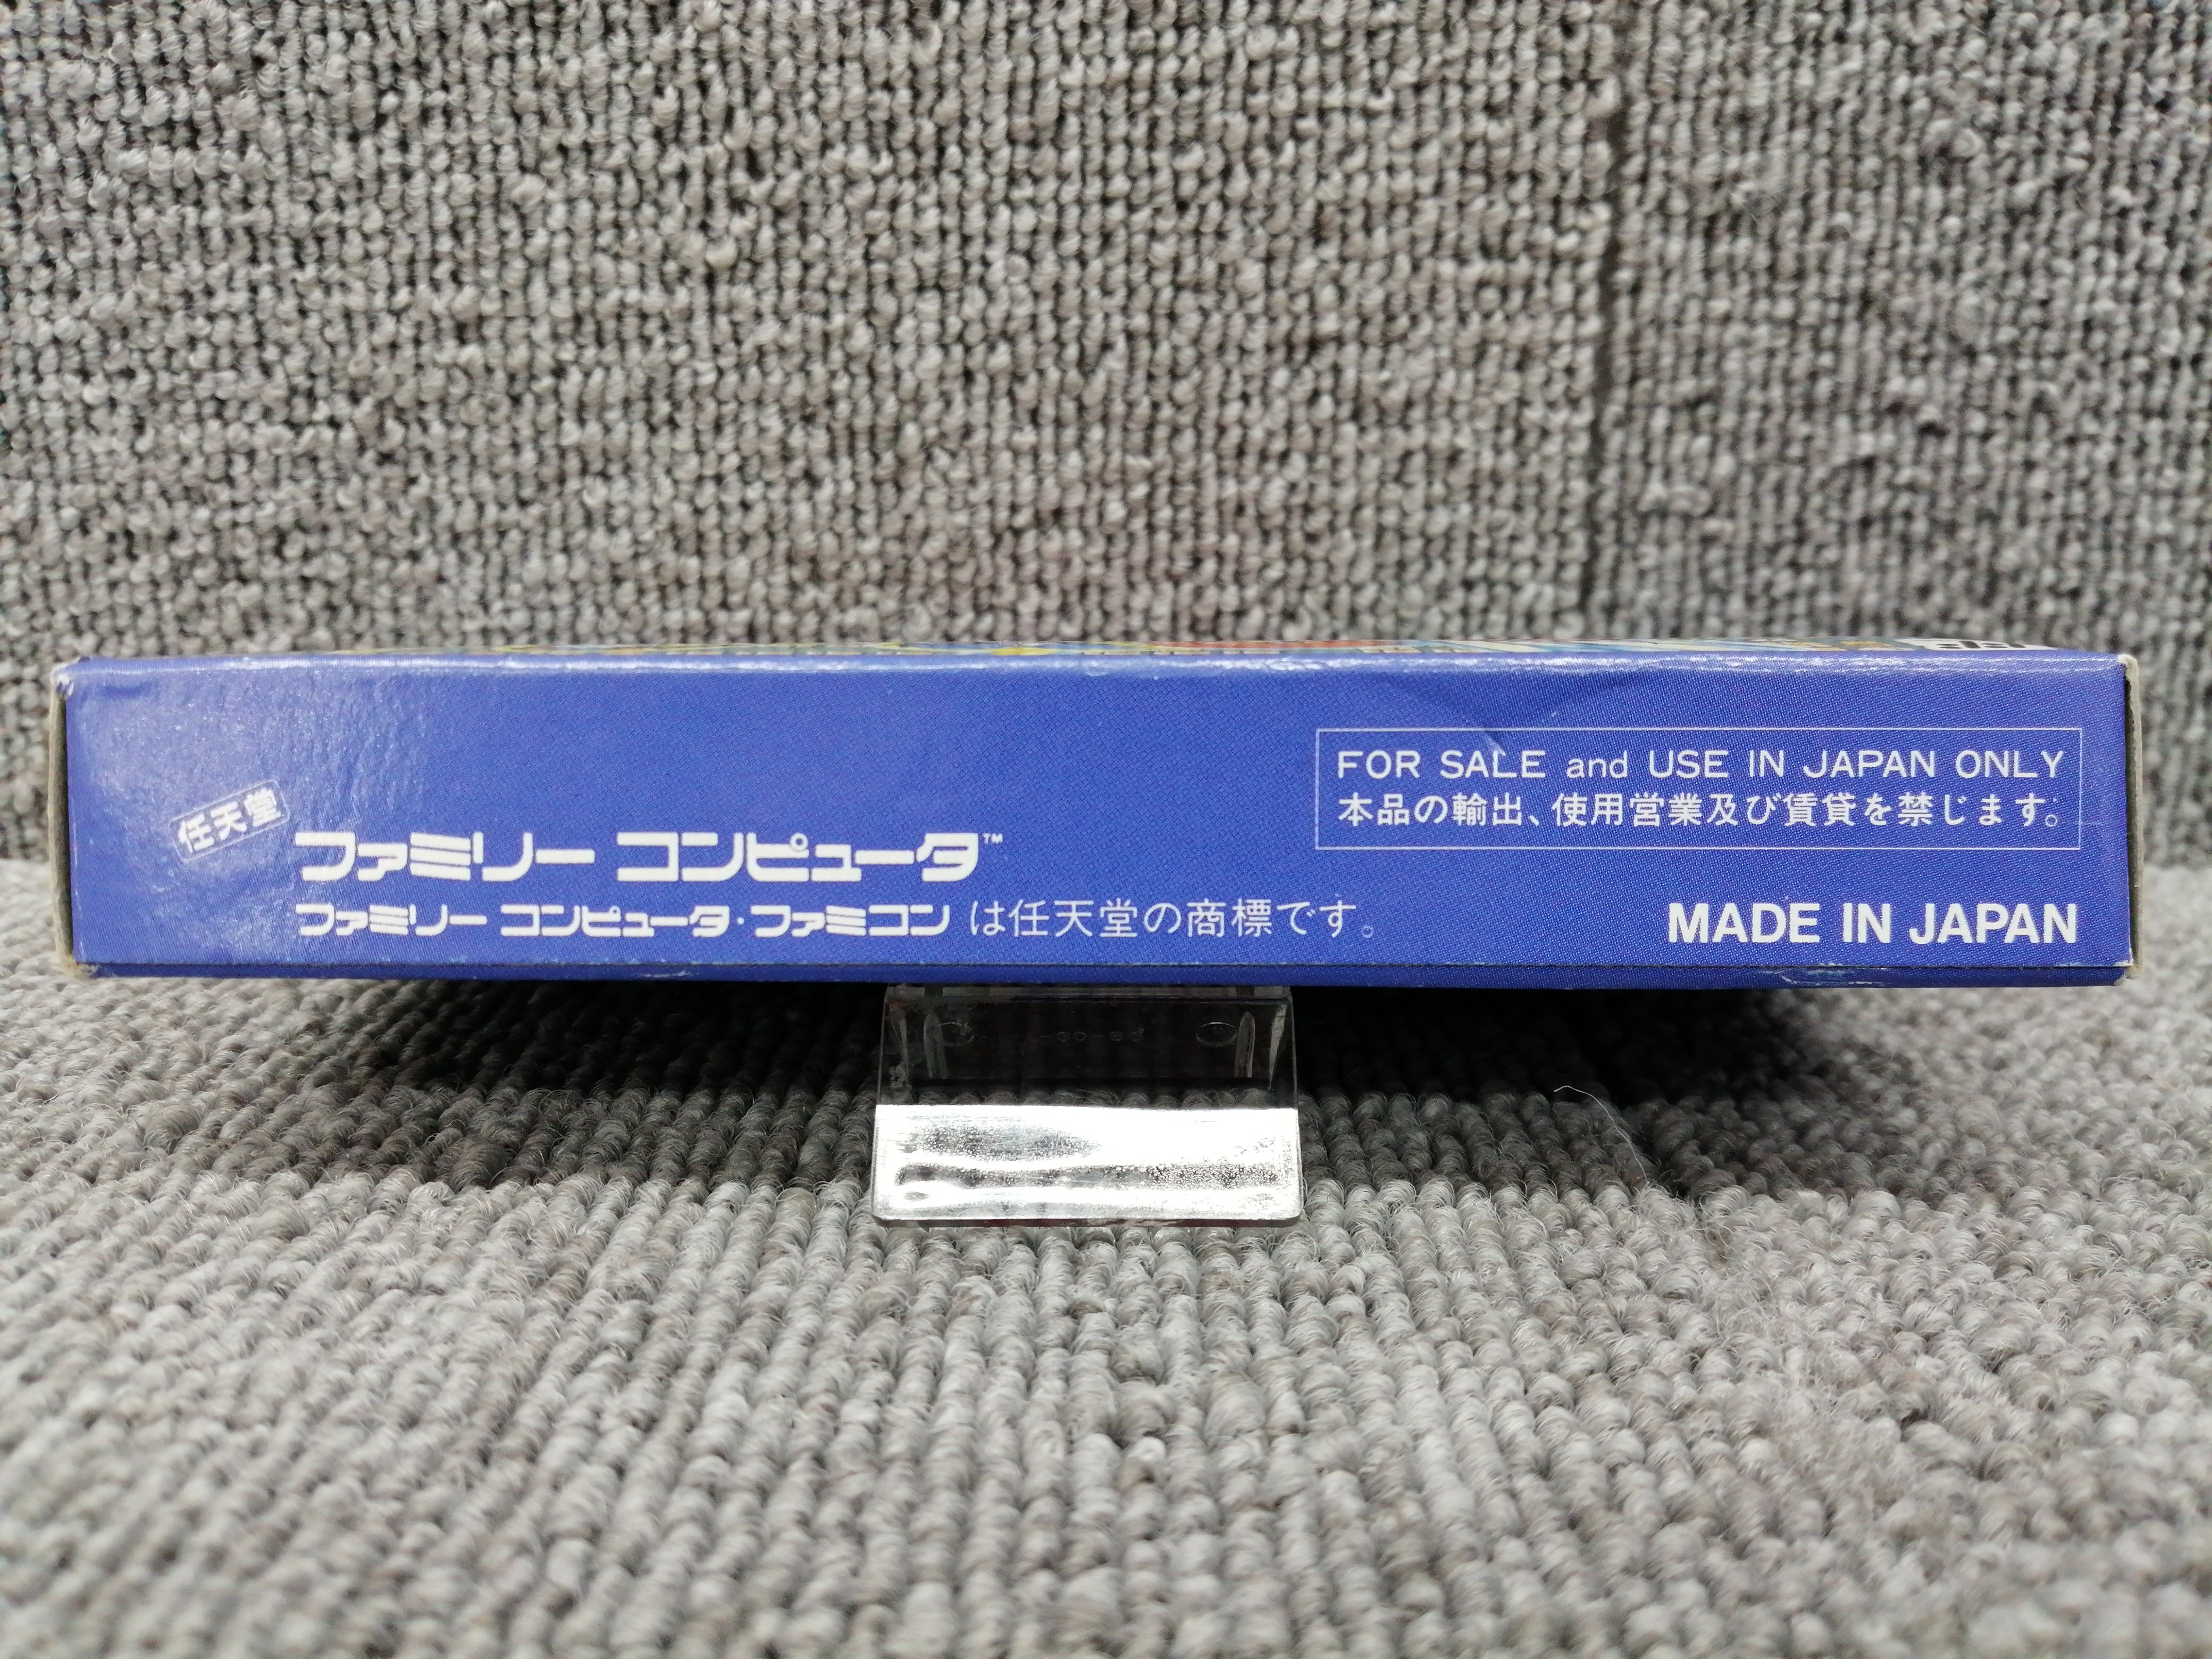 任天堂
ファミリー コンピュータ™
ファミリー コンピュータ・ファミコン は任天堂の商標です。
FOR SALE and USE IN JAPAN ONLY
本品の輸出、使用営業及び賃貸を禁じます。
MADE IN JAPAN